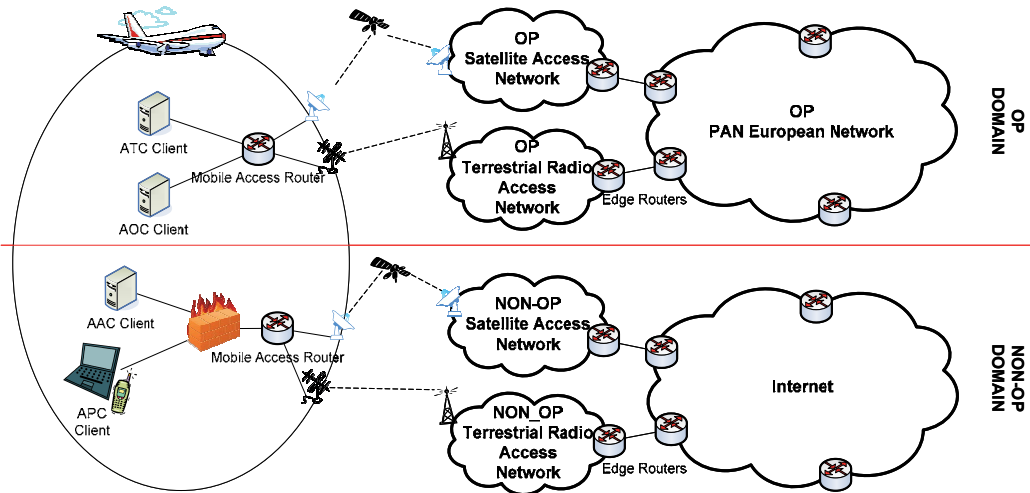 OP
Satellite Access
Network
ATC Client
OP
PAN European Network
OP
DOMAIN
Mobile Access Router
OP
Terrestrial Radio
Access
Network
Edge Routers
AOC Client
AAC Client
Mobile Access Router
APC
Client
NON-OP
Satellite Access
Network
Internet
NON-OP
DOMAIN
NON_OP
Terrestrial Radio
Access
Network
Edge Routers